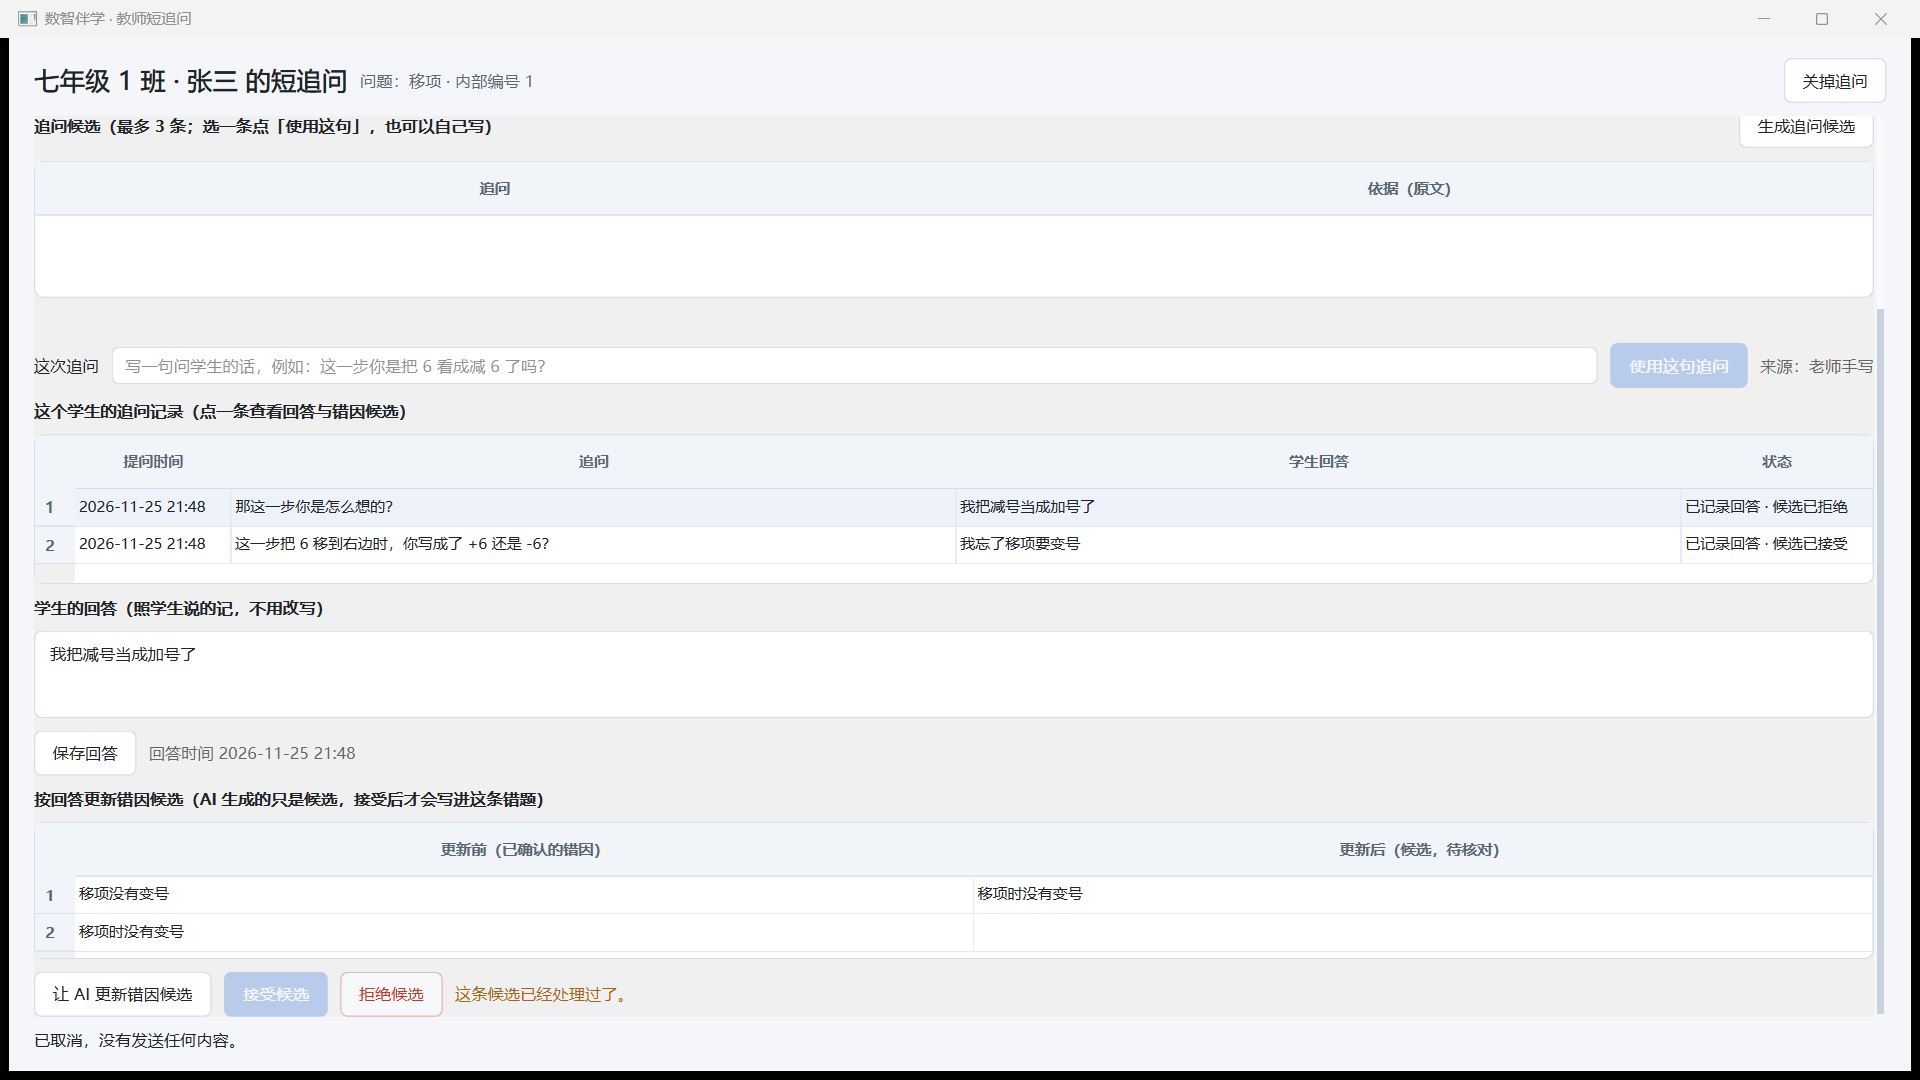 数智伴学 · 教师短追问
七年级 1 班 · 张三 的短追问 问题：移项 · 内部编号 1 关掉追问
追问候选（最多 3 条；选一条点「使用这句」，也可以自己写） 生成追问候选
追问 依据（原文）
这次追问 写一句问学生的话，例如：这一步你是把 6 看成减 6 了吗？ 使用这句追问 来源：老师手写
这个学生的追问记录（点一条查看回答与错因候选）
提问时间 追问 学生回答 状态
1 2026-11-25 21:48 那这一步你是怎么想的？ 我把减号当成加号了 已记录回答 · 候选已拒绝
2 2026-11-25 21:48 这一步把 6 移到右边时，你写成了 +6 还是 -6？ 我忘了移项要变号 已记录回答 · 候选已接受
学生的回答（照学生说的记，不用改写）
我把减号当成加号了
保存回答 回答时间 2026-11-25 21:48
按回答更新错因候选（AI 生成的只是候选，接受后才会写进这条错题）
更新前（已确认的错因） 更新后（候选，待核对）
1 移项没有变号 移项时没有变号
2 移项时没有变号
让 AI 更新错因候选 接受候选 拒绝候选 这条候选已经处理过了。
已取消，没有发送任何内容。